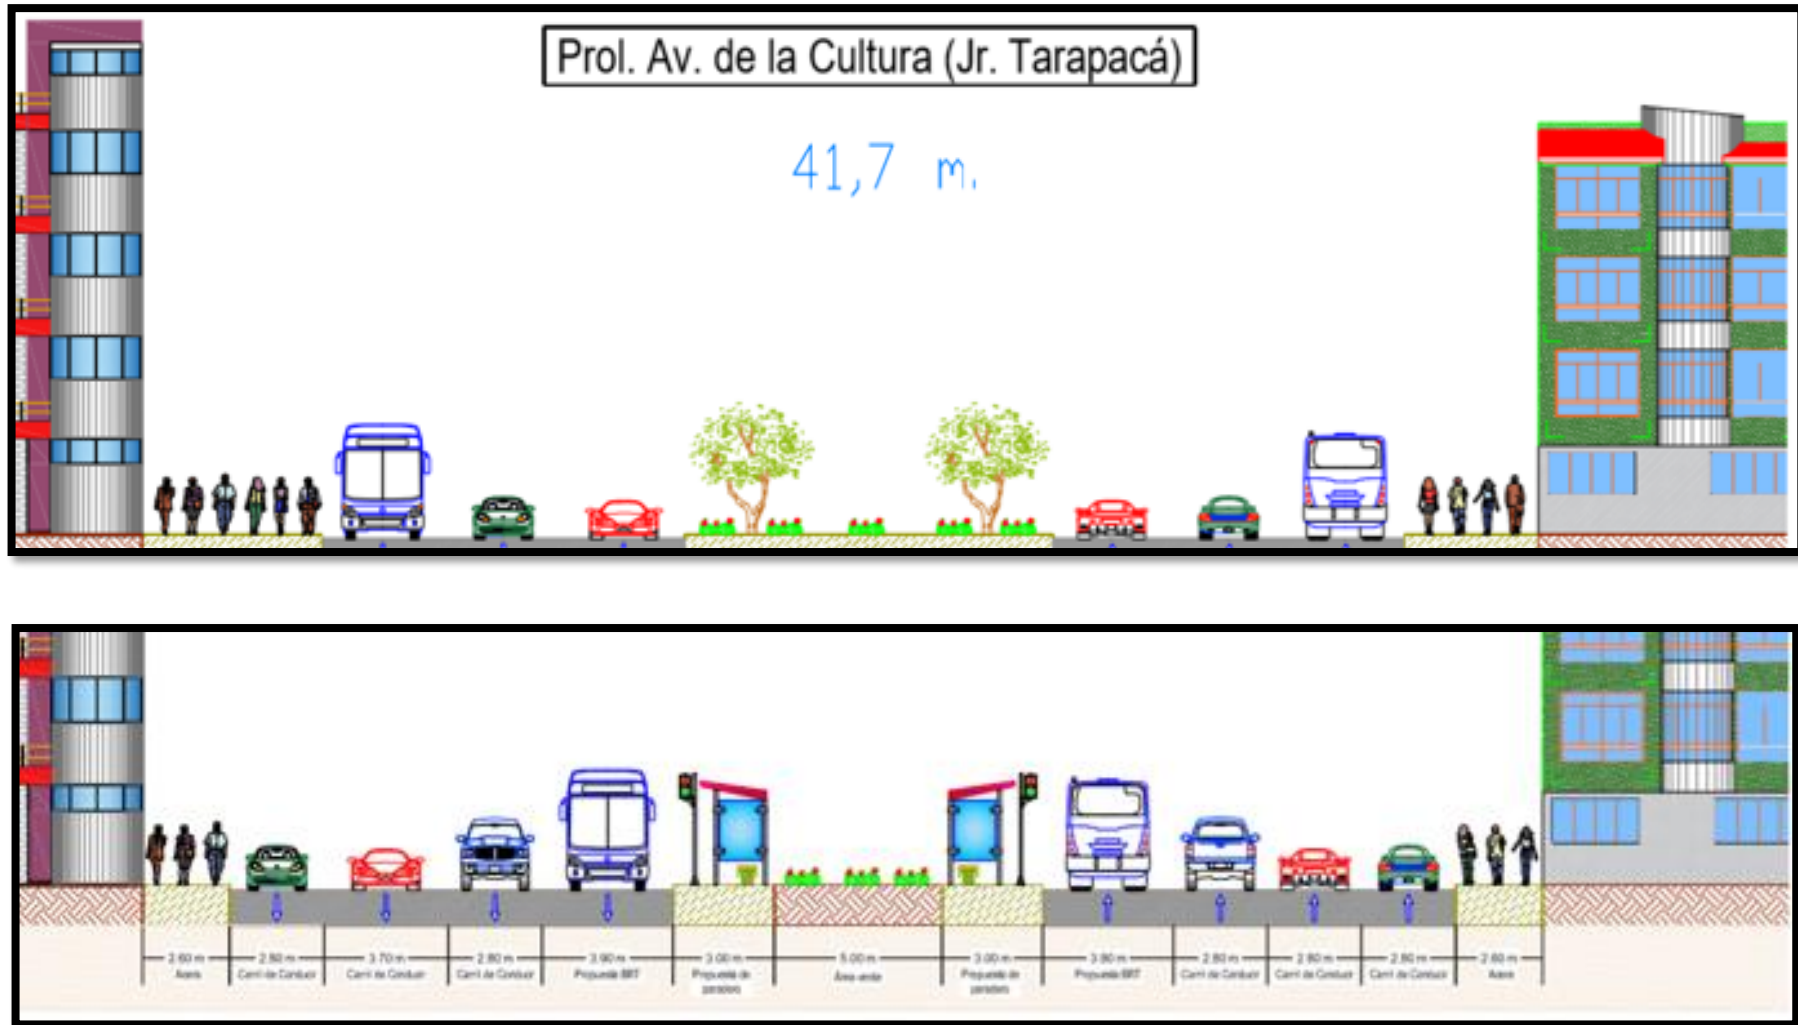 Prol. Av. de la Cultura (Jr. Tarapacá)
41,7 m.
2.60 m 2.80 m 3.70 m 2.80 m 3.90 m 3.00 m 5.00 m 3.00 m 3.90 m 2.80 m 2.80 m 2.80 m 2.60 m
Acera Carril de Conducir Carril de Conducir Carril de Conducir Propuesta BRT Propuesta de Área verde Propuesta de Propuesta BRT Carril de Conducir Carril de Conducir Carril de Conducir Acera
paradero paradero